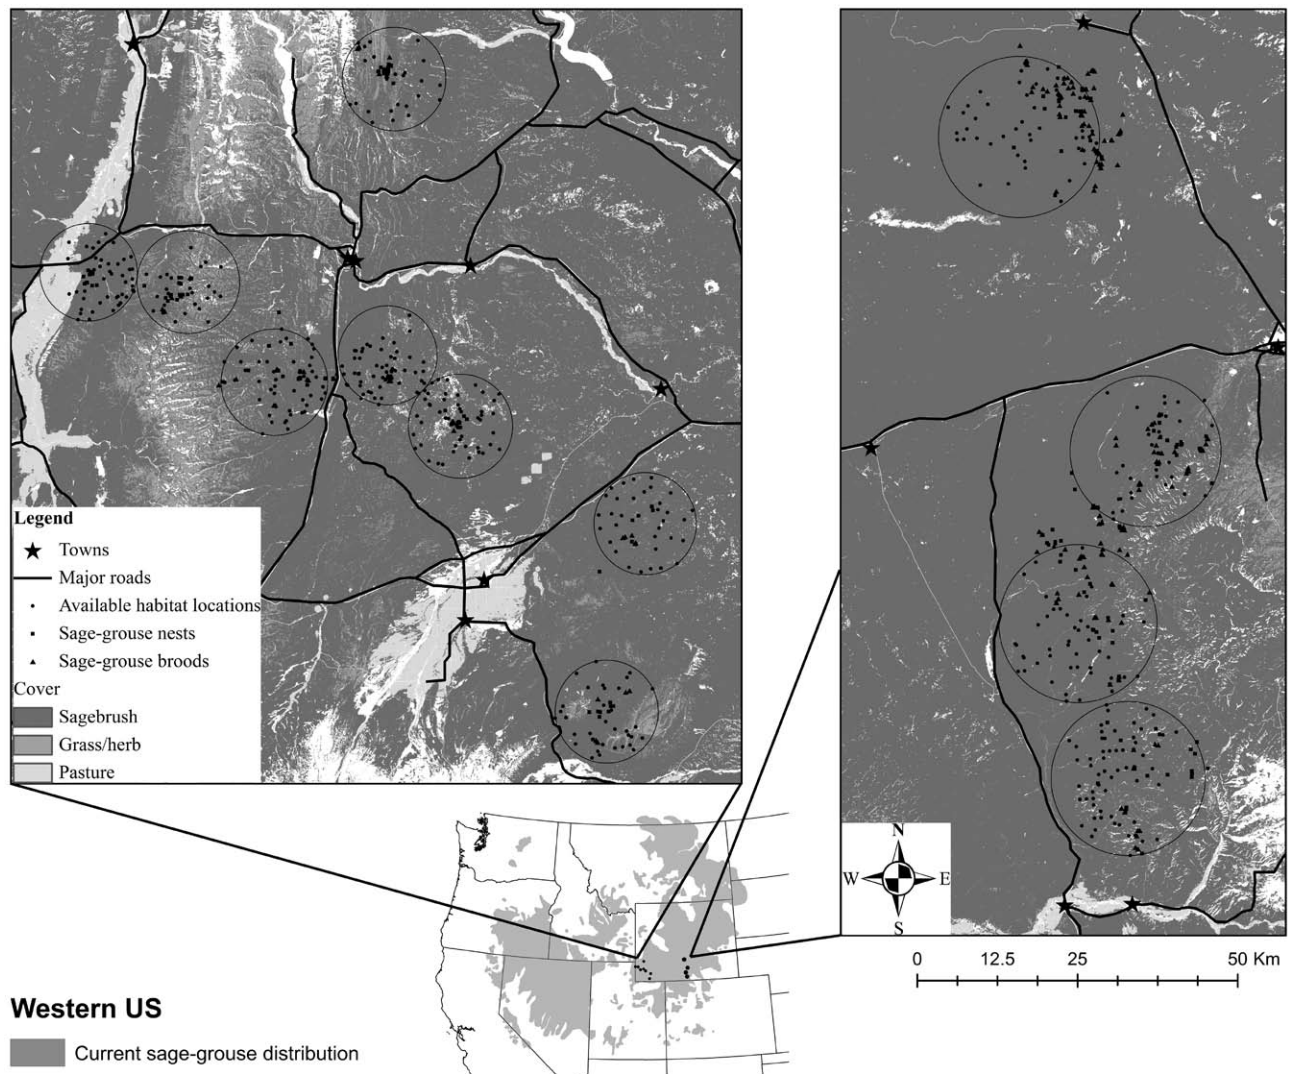 Legend
Towns
Major roads
Available habitat locations
Sage-grouse nests
Sage-grouse broods
Cover
Sagebrush
Grass/herb
Pasture
N
W E
S
0 12.5 25 50 Km
Western US
Current sage-grouse distribution